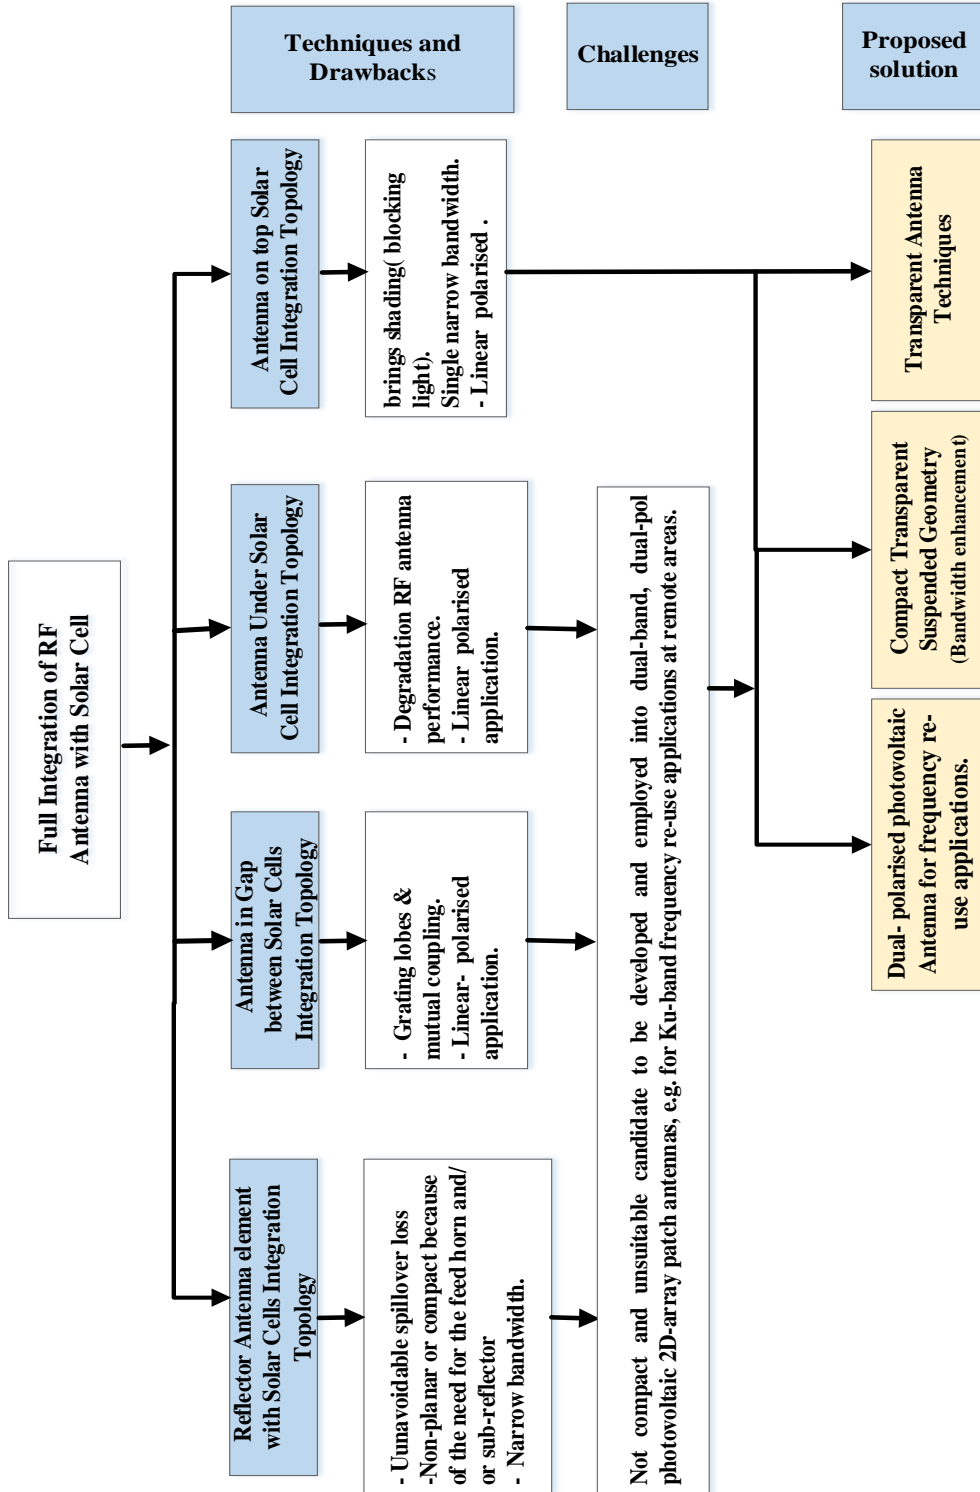 Full Integration of RF
Antenna with Solar Cell
Techniques and
Drawbacks
Reflector Antenna element
with Solar Cells Integration
Topology
Antenna in Gap
between Solar Cells
Integration Topology
Antenna Under Solar
Cell Integration Topology
Antenna on top Solar
Cell Integration Topology
- Uunavoidable spillover loss
-Non-planar or compact because
of the need for the feed horn and/
or sub-reflector
- Narrow bandwidth.
- Grating lobes &
mutual coupling.
- Linear- polarised
application.
- Degradation RF antenna
performance.
- Linear polarised
application.
brings shading( blocking
light).
Single narrow bandwidth.
- Linear polarised .
Challenges
Not compact and unsuitable candidate to be developed and employed into dual-band, dual-pol
photovoltaic 2D-array patch antennas, e.g. for Ku-band frequency re-use applications at remote areas.
Proposed
solution
Dual- polarised photovoltaic
Antenna for frequency re-
use applications.
Compact Transparent
Suspended Geometry
(Bandwidth enhancement)
Transparent Antenna
Techniques